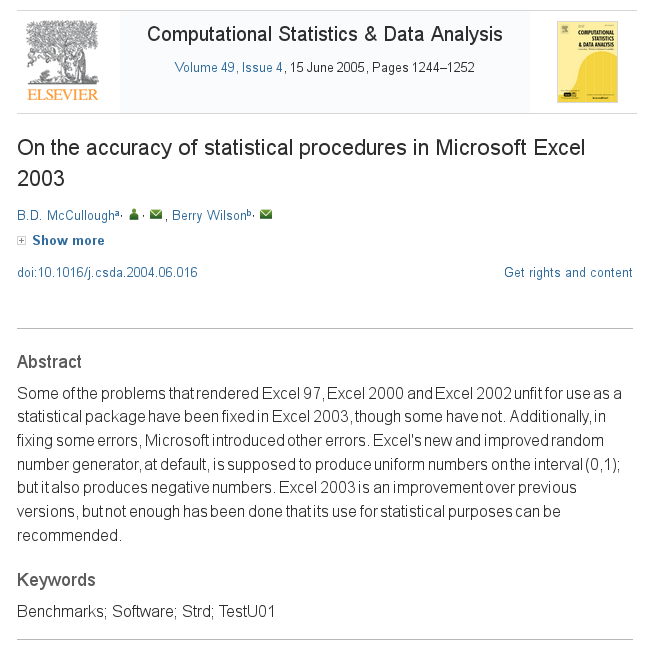 Computational Statistics & Data Analysis
Volume 49, Issue 4, 15 June 2005, Pages 1244–1252
ELSEVIER
COMPUTATIONAL
STATISTICS
& DATA ANALYSIS
On the accuracy of statistical procedures in Microsoft Excel
2003
B.D. McCullougha, , Berry Wilsonb,
Show more
doi:10.1016/j.csda.2004.06.016 Get rights and content
Abstract
Some of the problems that rendered Excel 97, Excel 2000 and Excel 2002 unfit for use as a
statistical package have been fixed in Excel 2003, though some have not. Additionally, in
fixing some errors, Microsoft introduced other errors. Excel's new and improved random
number generator, at default, is supposed to produce uniform numbers on the interval (0,1);
but it also produces negative numbers. Excel 2003 is an improvement over previous
versions, but not enough has been done that its use for statistical purposes can be
recommended.
Keywords
Benchmarks; Software; Strd; TestU01